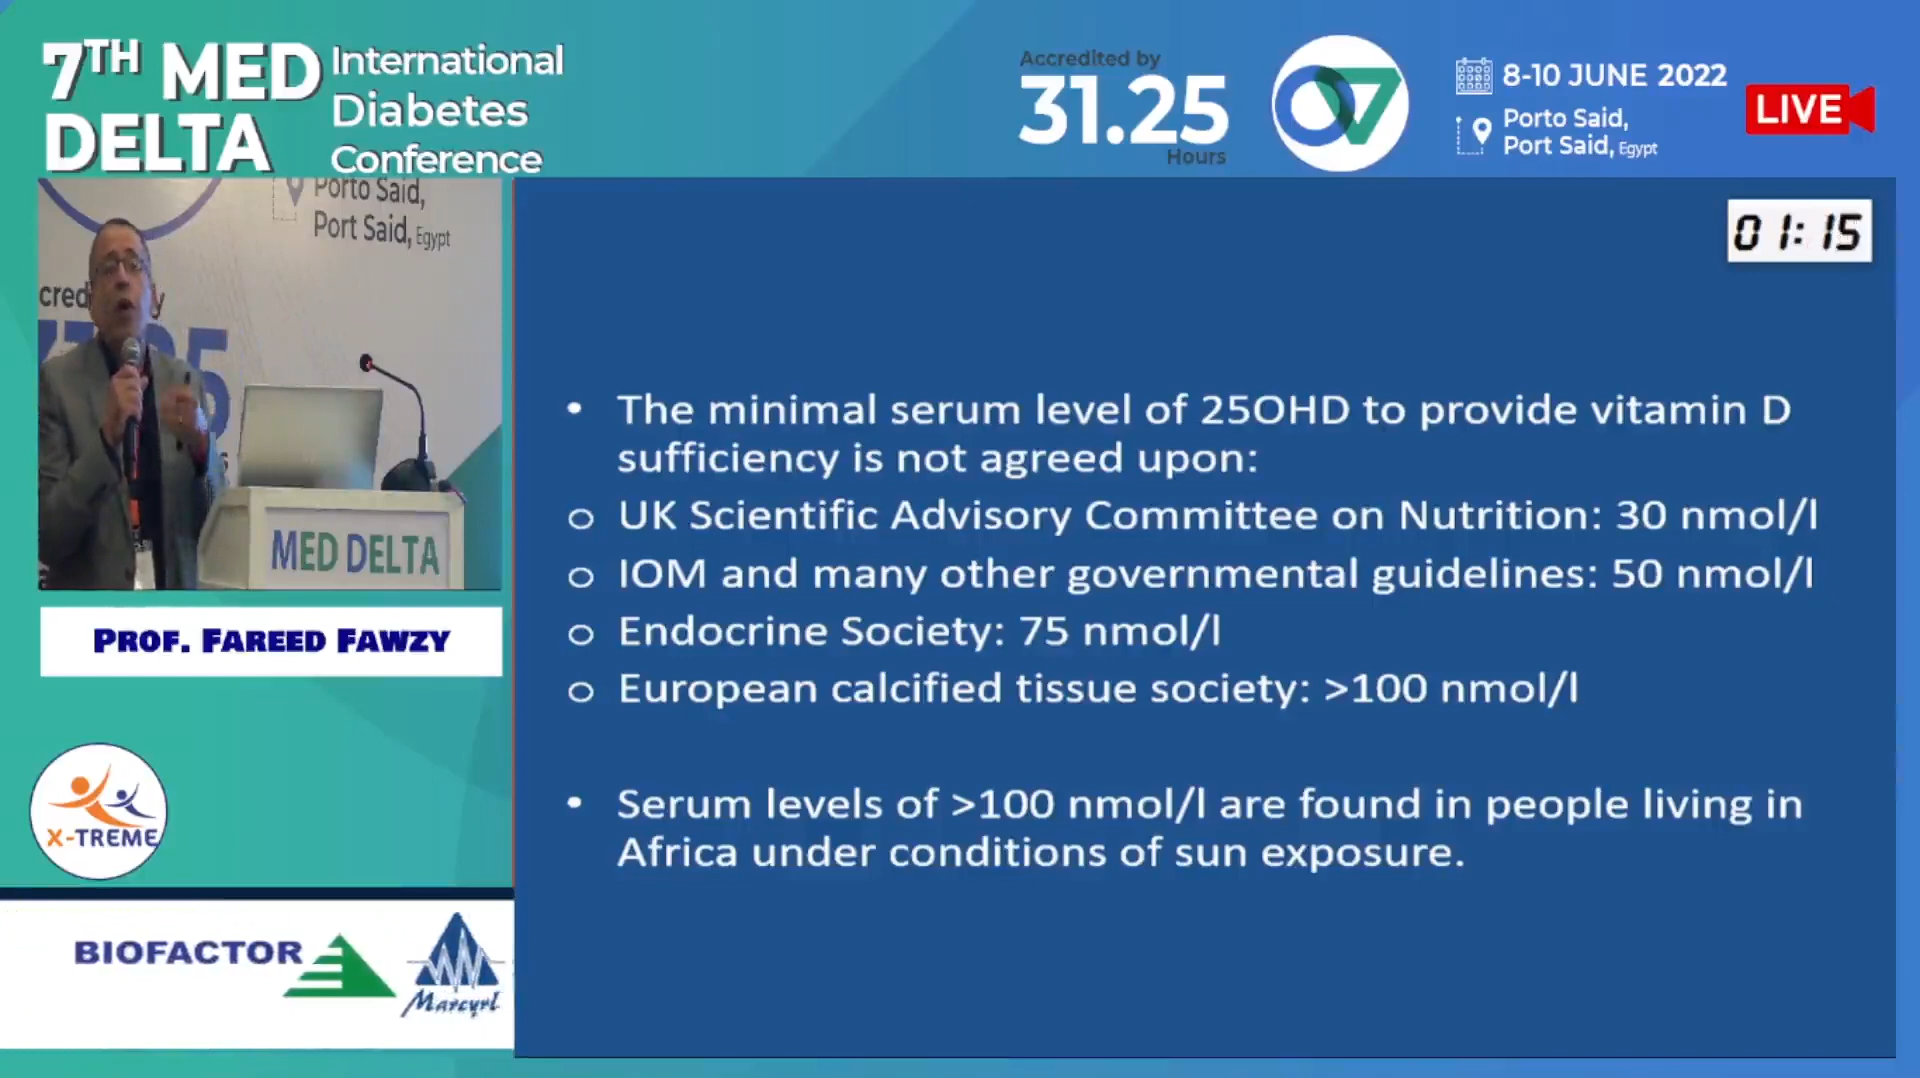 7TH MED
DELTA
International
Diabetes
Conference
Accredited by
31.25
Hours
8-10 JUNE 2022
Porto Said,
Port Said, Egypt
LIVE
Porto Said,
Port Said, Egypt
MED DELTA
PROF. FAREED FAWZY
X-TREME
BIOFACTOR
Marcyrl
01:15
• The minimal serum level of 25OHD to provide vitamin D
sufficiency is not agreed upon:
o UK Scientific Advisory Committee on Nutrition: 30 nmol/l
o IOM and many other governmental guidelines: 50 nmol/l
o Endocrine Society: 75 nmol/l
o European calcified tissue society: >100 nmol/l
• Serum levels of >100 nmol/l are found in people living in
Africa under conditions of sun exposure.